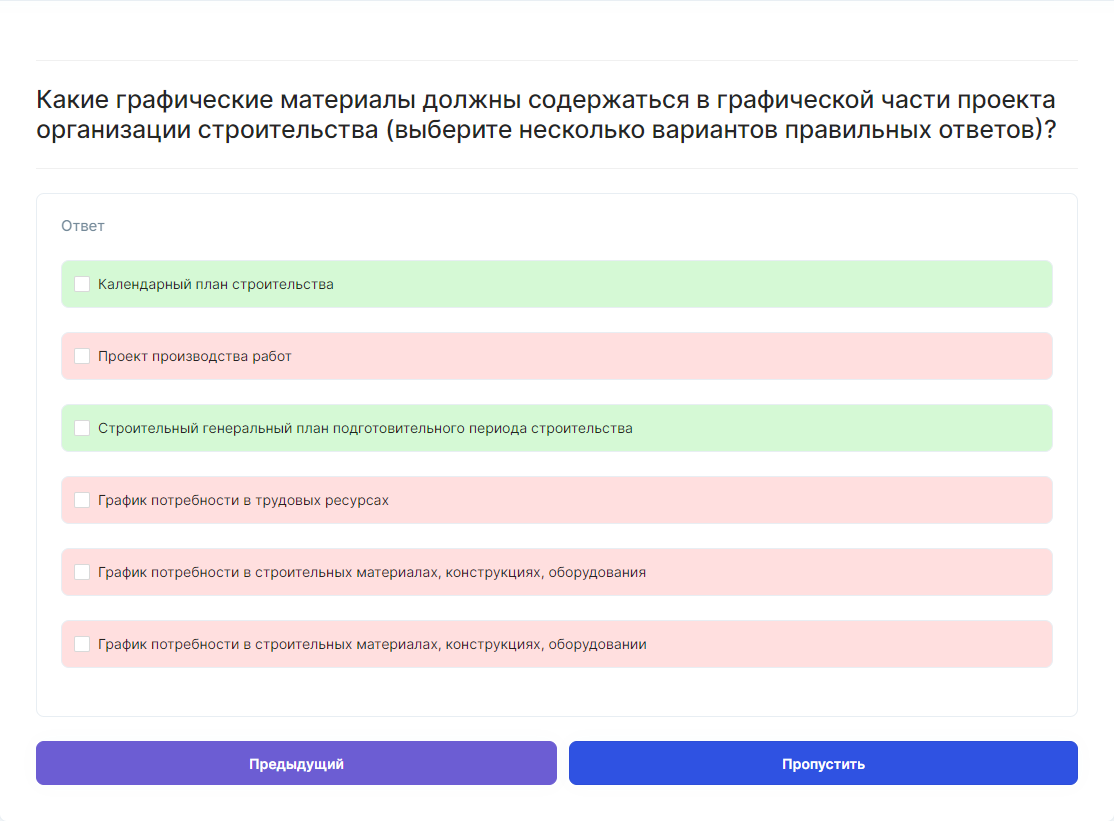 Какие графические материалы должны содержаться в графической части проекта
организации строительства (выберите несколько вариантов правильных ответов)?
Ответ
Календарный план строительства
Проект производства работ
Строительный генеральный план подготовительного периода строительства
График потребности в трудовых ресурсах
График потребности в строительных материалах, конструкциях, оборудования
График потребности в строительных материалах, конструкциях, оборудовании
Предыдущий
Пропустить